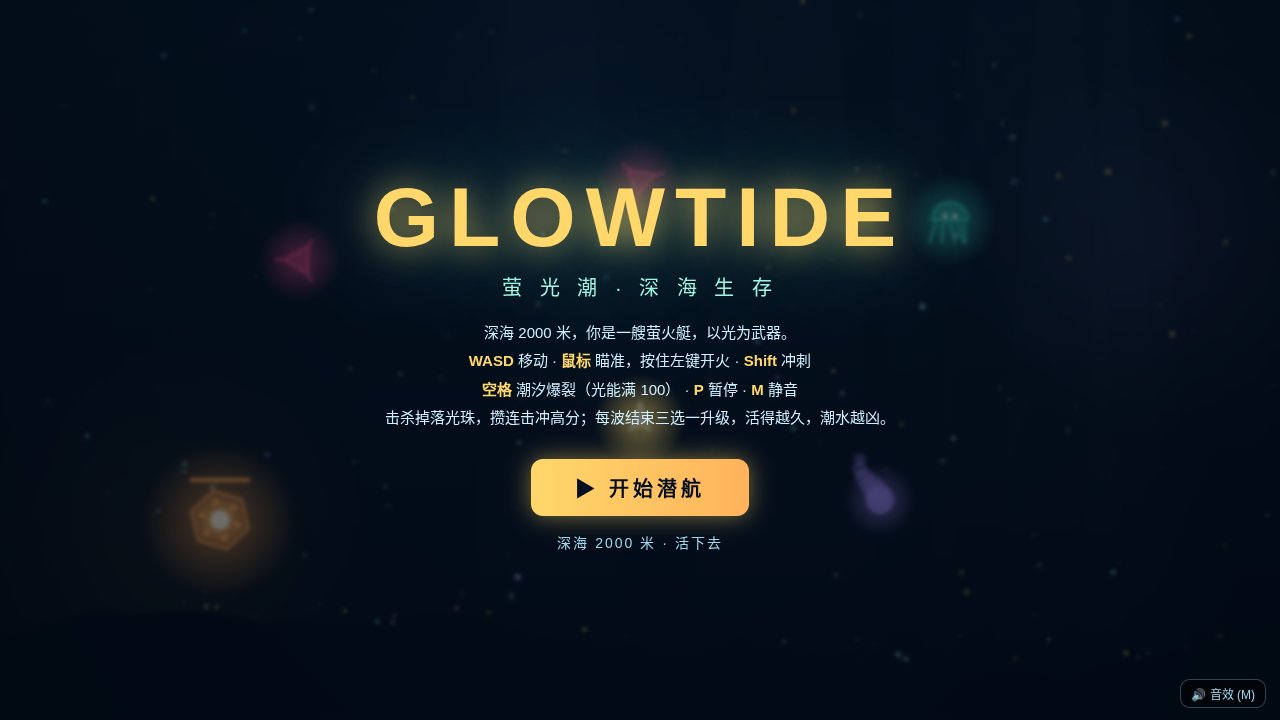 GLOWTIDE
萤光潮·深海生存
深海 2000 米，你是一艘萤火艇，以光为武器。
WASD 移动 · 鼠标 瞄准，按住左键开火 · Shift 冲刺
空格 潮汐爆裂（光能满 100） · P 暂停 · M 静音
击杀掉落光珠，攒连击冲高分；每波结束三选一升级，活得越久，潮水越凶。
▶ 开始潜航
深海 2000 米 · 活下去
🔊 音效 (M)